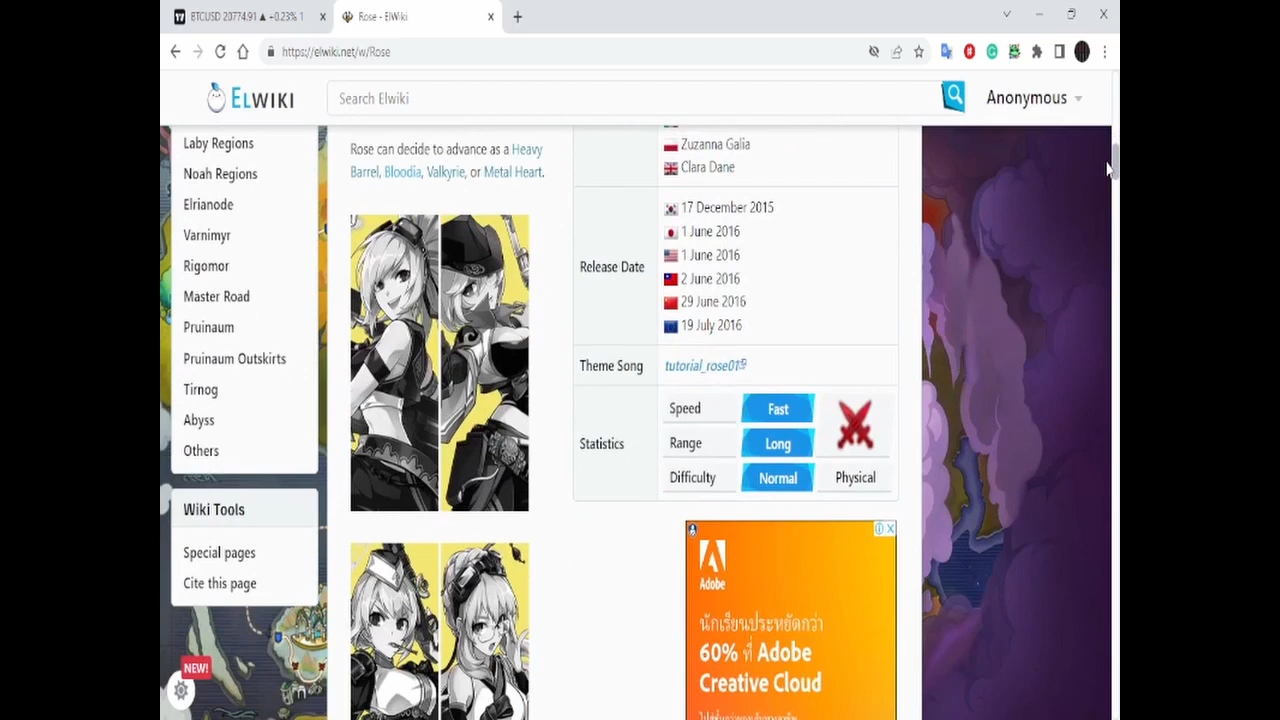 BTCUSD 20774.91 ▲ +0.23% 1
Rose - ElWiki
https://elwiki.net/w/Rose
ELWIKI
Search Elwiki
Anonymous
Laby Regions
Noah Regions
Elrianode
Varnimyr
Rigomor
Master Road
Pruinaum
Pruinaum Outskirts
Tirnog
Abyss
Others
Wiki Tools
Special pages
Cite this page
NEW!
Rose can decide to advance as a Heavy
Barrel, Bloodia, Valkyrie, or Metal Heart.
Zuzanna Galia
Clara Dane
Release Date
17 December 2015
1 June 2016
1 June 2016
2 June 2016
29 June 2016
19 July 2016
Theme Song
tutorial_rose01
Statistics
Speed Fast
Range Long
Difficulty Normal Physical
Adobe
นักเรียนประหยัดกว่า
60% ที่ Adobe
Creative Cloud